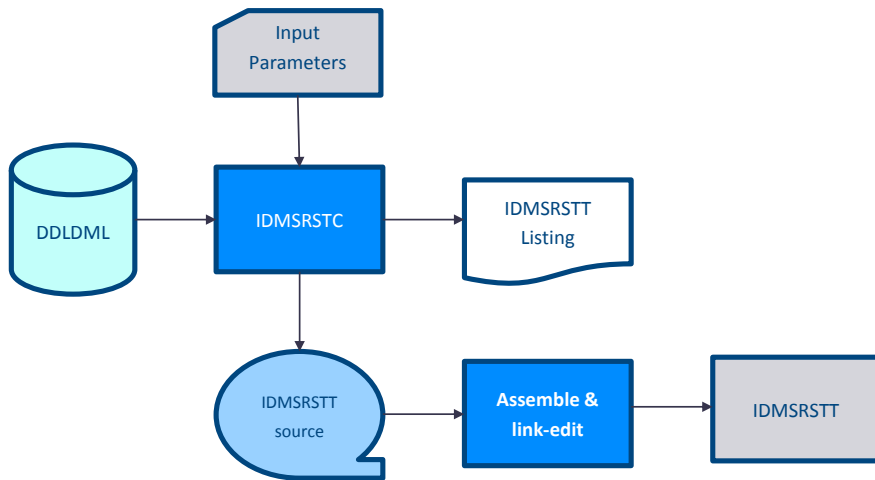 Input
Parameters
DDLDML
IDMSRSTC
IDMSRSTT
Listing
IDMSRSTT
source
Assemble &
link-edit
IDMSRSTT